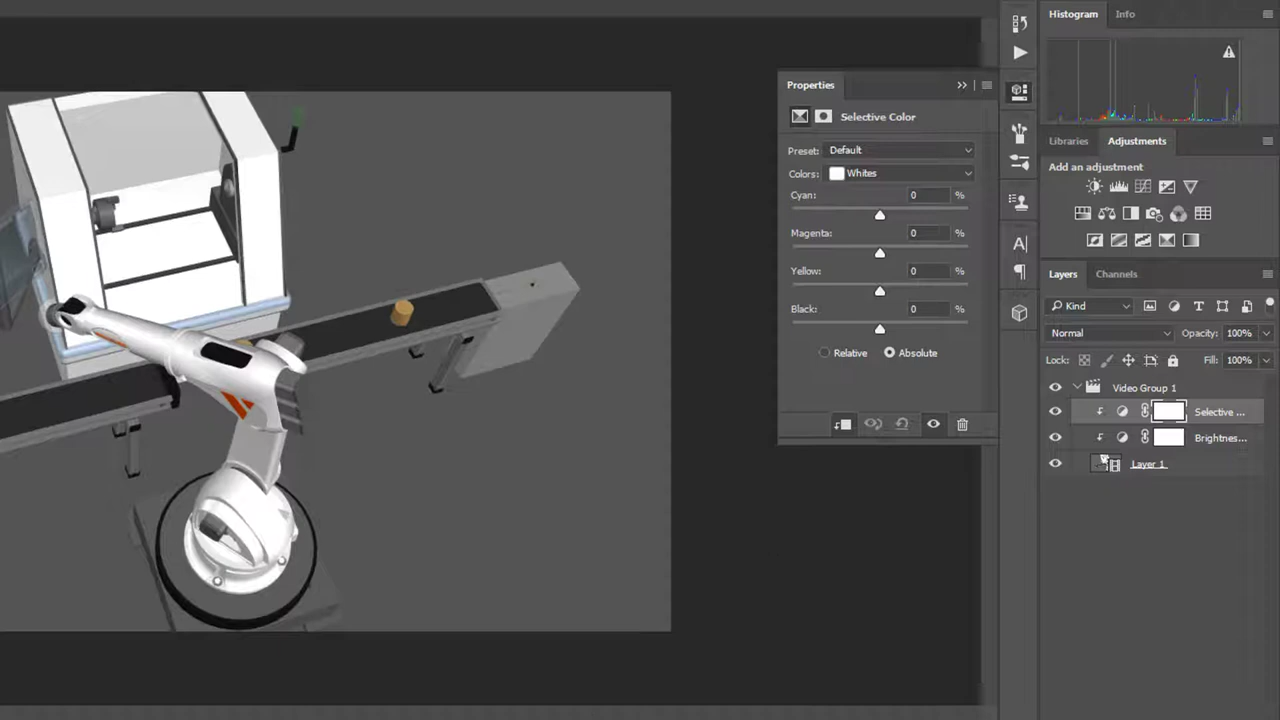 Histogram Info
Properties
Selective Color
Preset: Default
Colors: Whites
Cyan: 0 %
Magenta: 0 %
Yellow: 0 %
Black: 0 %
Relative Absolute
Libraries Adjustments
Add an adjustment
Layers Channels
Kind
Normal Opacity: 100%
Lock: Fill: 100%
Video Group 1
Selective ...
Brightnes...
Layer 1